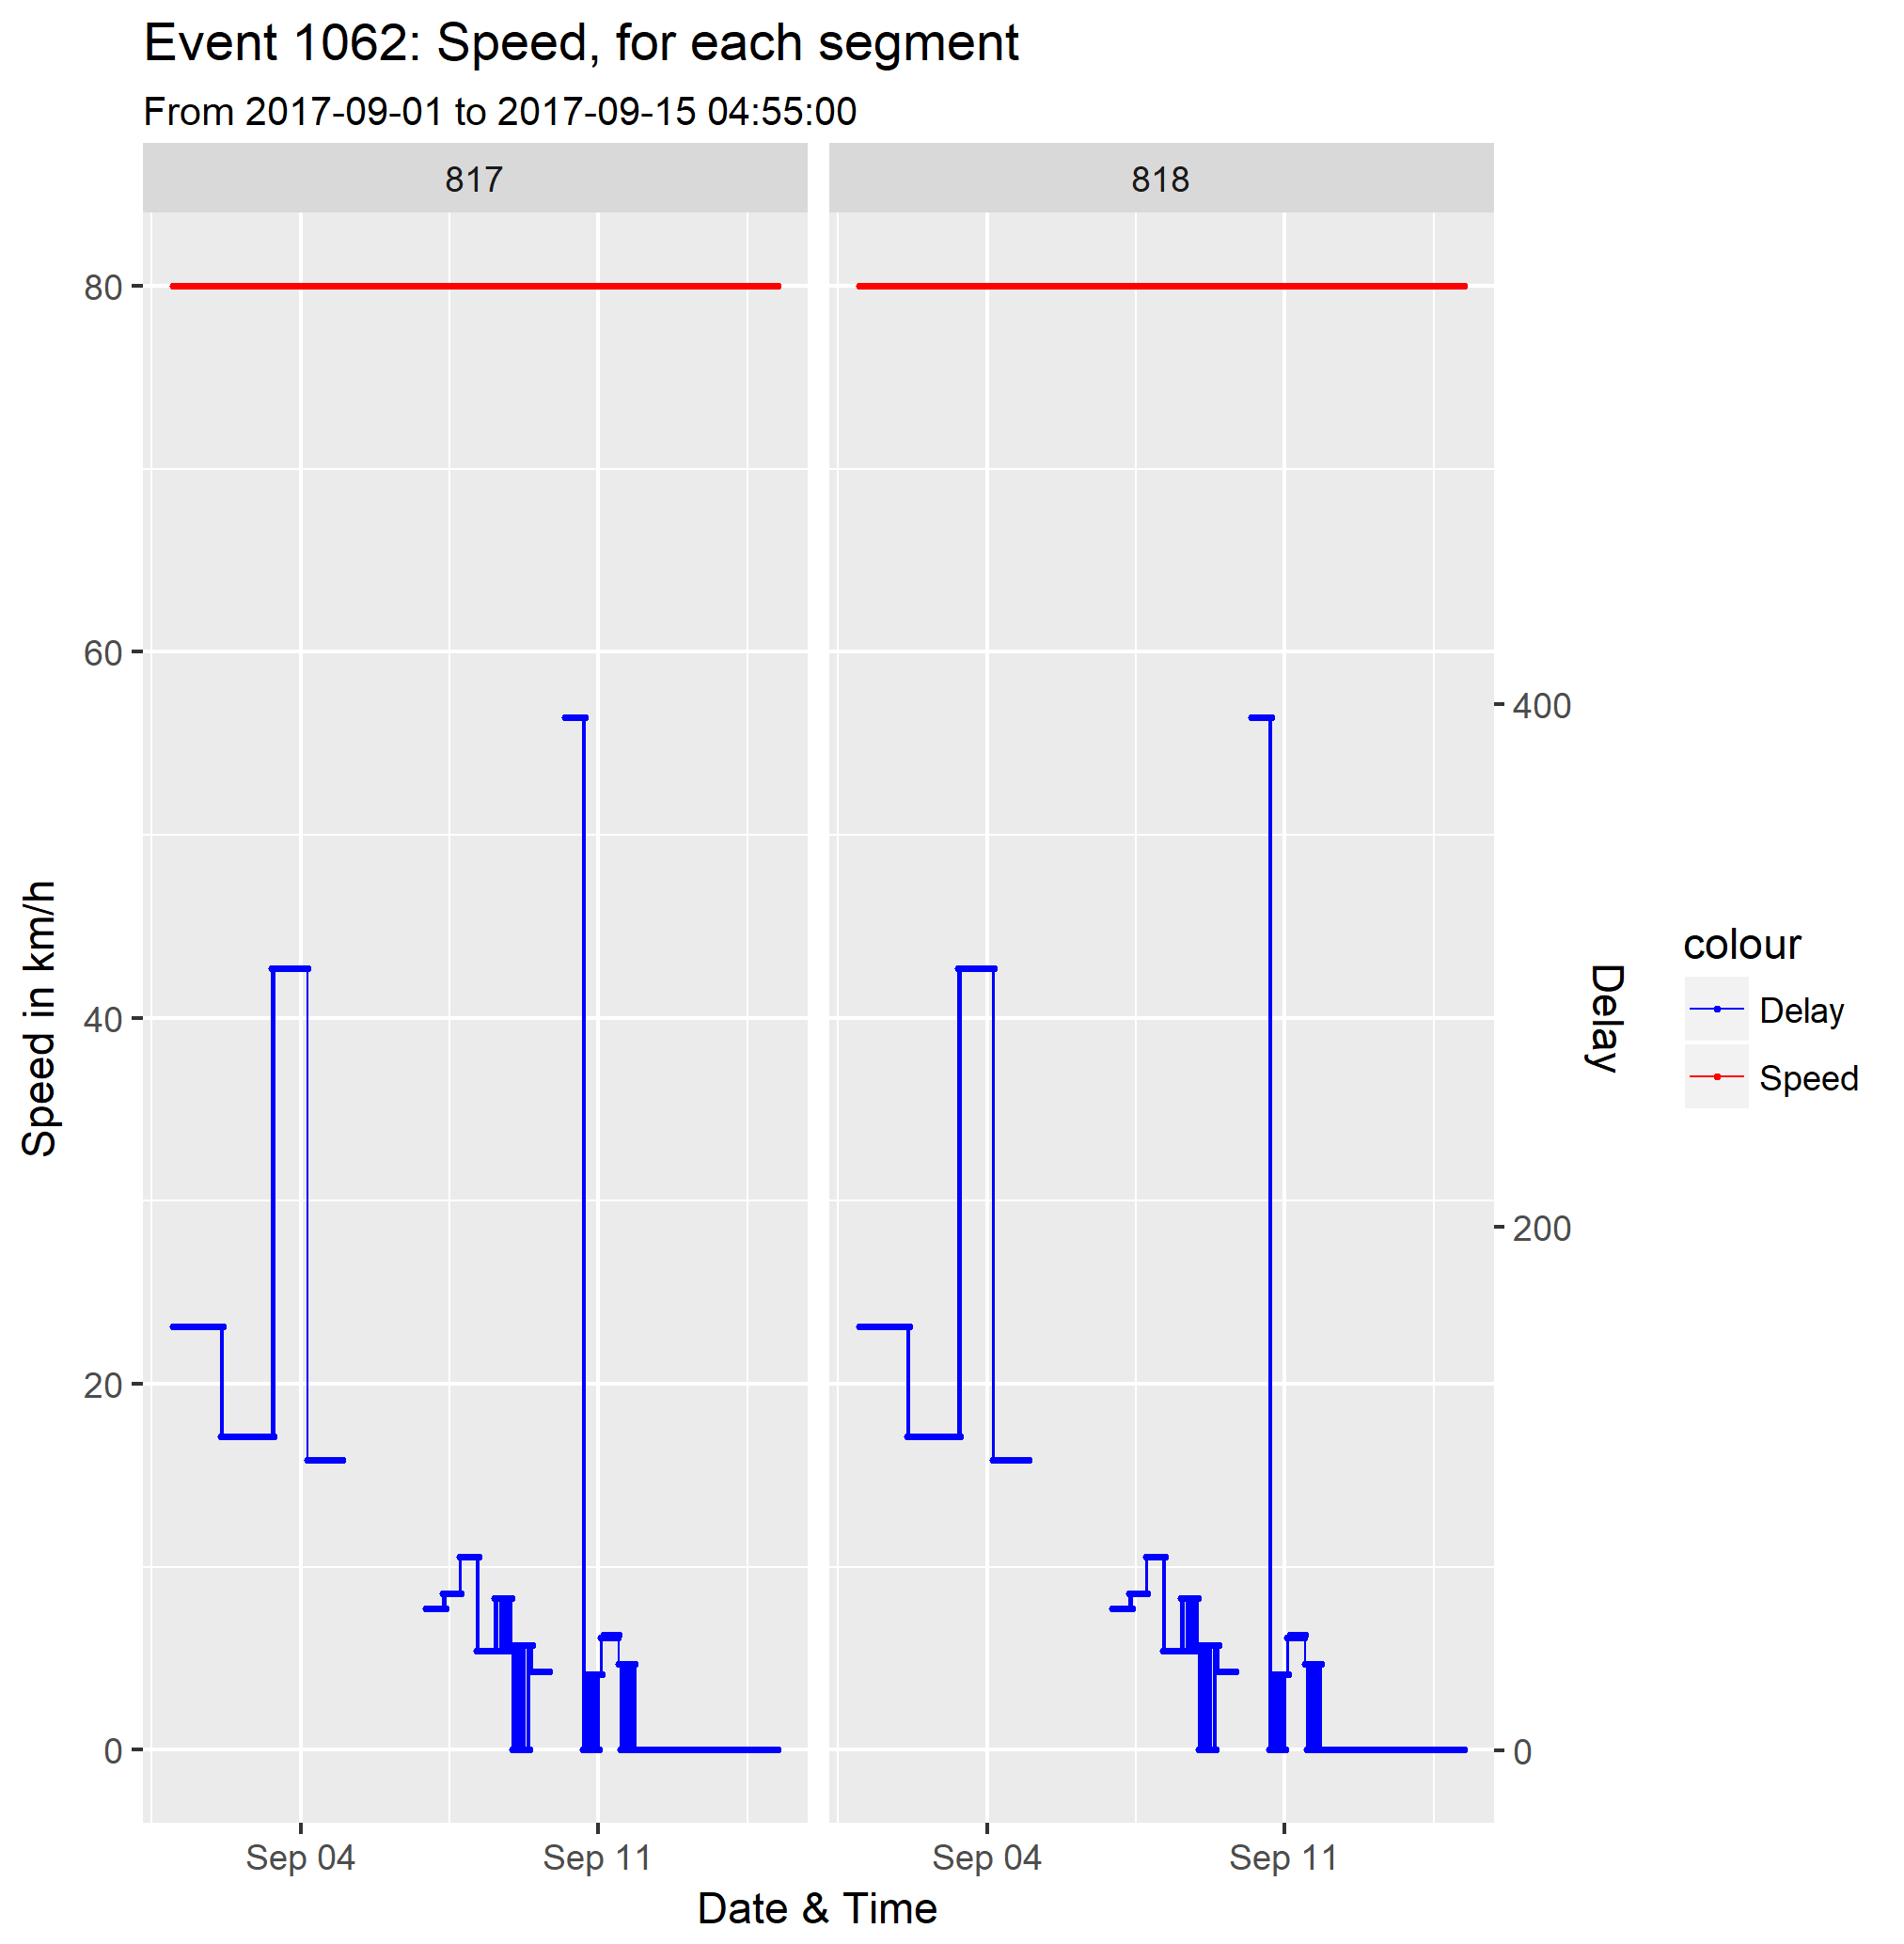 Event 1062: Speed, for each segment
From 2017-09-01 to 2017-09-15 04:55:00
817
818
80
60
40
20
0
Speed in km/h
400
200
0
Delay
colour
Delay
Speed
Sep 04
Sep 11
Sep 04
Sep 11
Date & Time